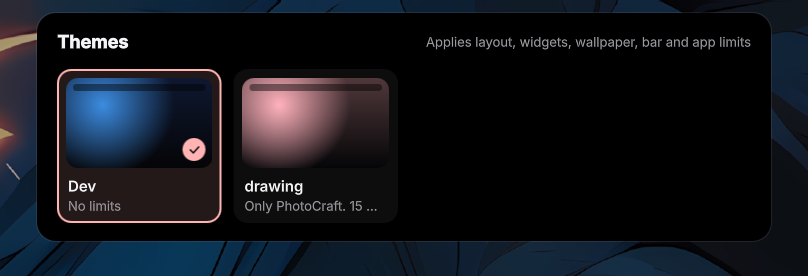 Themes
Applies layout, widgets, wallpaper, bar and app limits
Dev
No limits
drawing
Only PhotoCraft. 15 ...